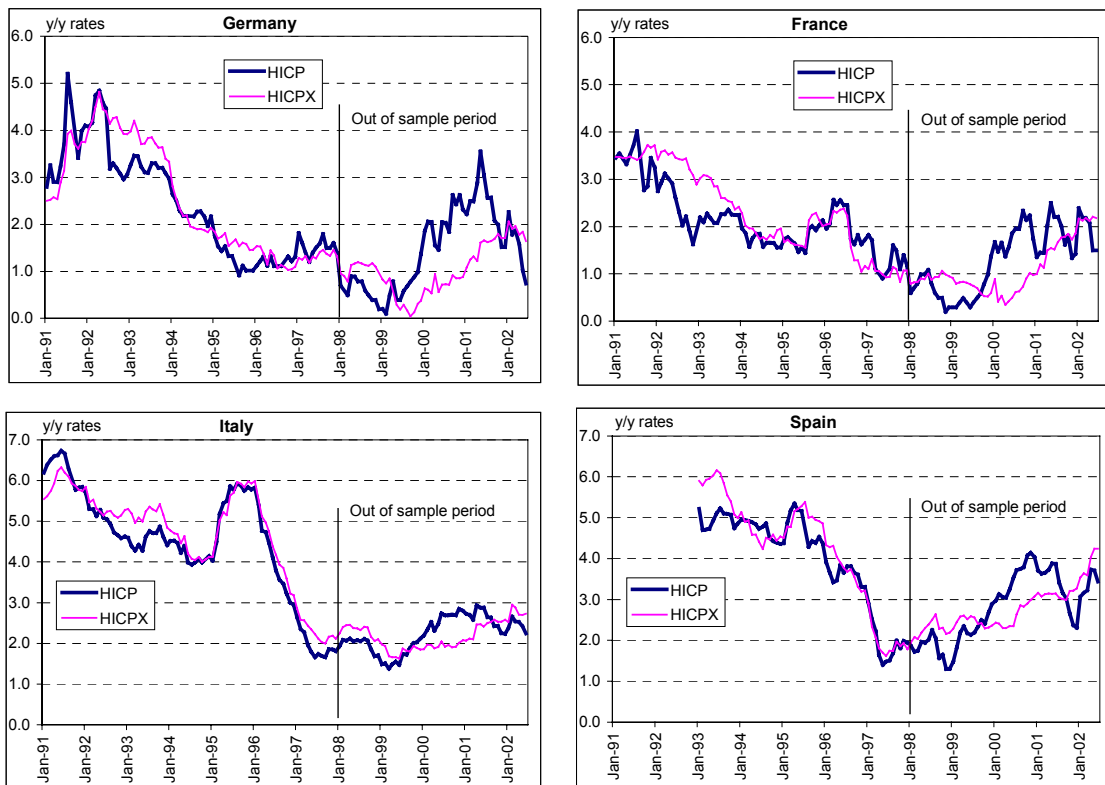 y/y rates Germany
6.0
5.0
4.0
3.0
2.0
1.0
0.0
HICP
HICPX
Out of sample period
Jan-91 Jan-92 Jan-93 Jan-94 Jan-95 Jan-96 Jan-97 Jan-98 Jan-99 Jan-00 Jan-01 Jan-02
y/y rates France
6.0
5.0
4.0
3.0
2.0
1.0
0.0
HICP
HICPX
Out of sample period
Jan-91 Jan-92 Jan-93 Jan-94 Jan-95 Jan-96 Jan-97 Jan-98 Jan-99 Jan-00 Jan-01 Jan-02
y/y rates Italy
7.0
6.0
5.0
4.0
3.0
2.0
1.0
0.0
Out of sample period
HICP
HICPX
Jan-91 Jan-92 Jan-93 Jan-94 Jan-95 Jan-96 Jan-97 Jan-98 Jan-99 Jan-00 Jan-01 Jan-02
y/y rates Spain
7.0
6.0
5.0
4.0
3.0
2.0
1.0
0.0
Out of sample period
HICP
HICPX
Jan-91 Jan-92 Jan-93 Jan-94 Jan-95 Jan-96 Jan-97 Jan-98 Jan-99 Jan-00 Jan-01 Jan-02